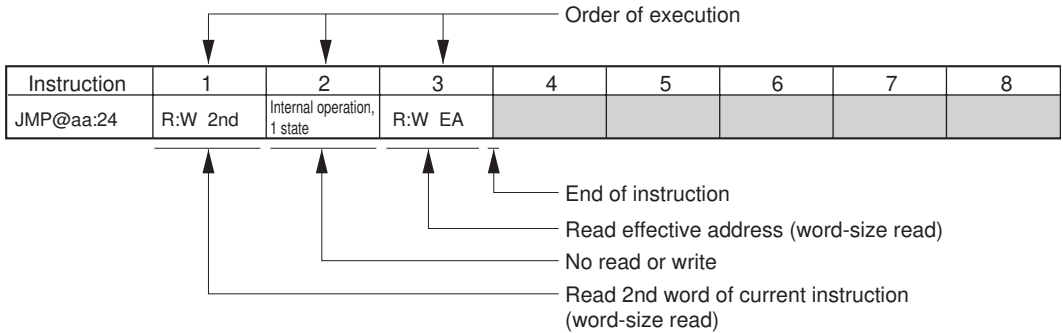 Order of execution
Instruction 1 2 3 4 5 6 7 8
JMP@aa:24 R:W 2nd Internal operation, R:W EA
1 state
End of instruction
Read effective address (word-size read)
No read or write
Read 2nd word of current instruction
(word-size read)